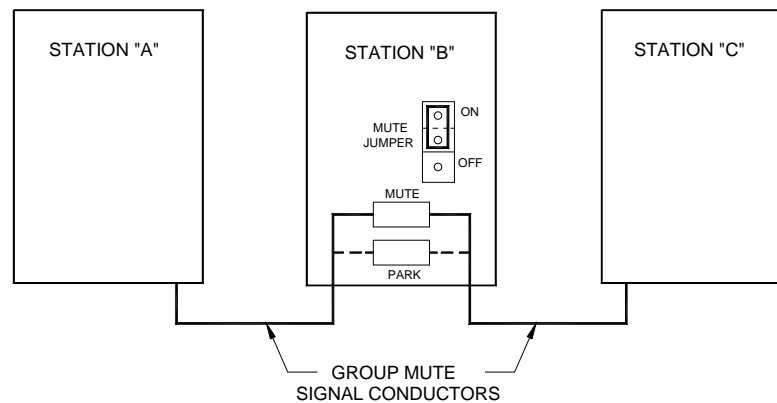 STATION "A"
STATION "B"
STATION "C"
ON
MUTE
JUMPER
OFF
MUTE
PARK
GROUP MUTE
SIGNAL CONDUCTORS